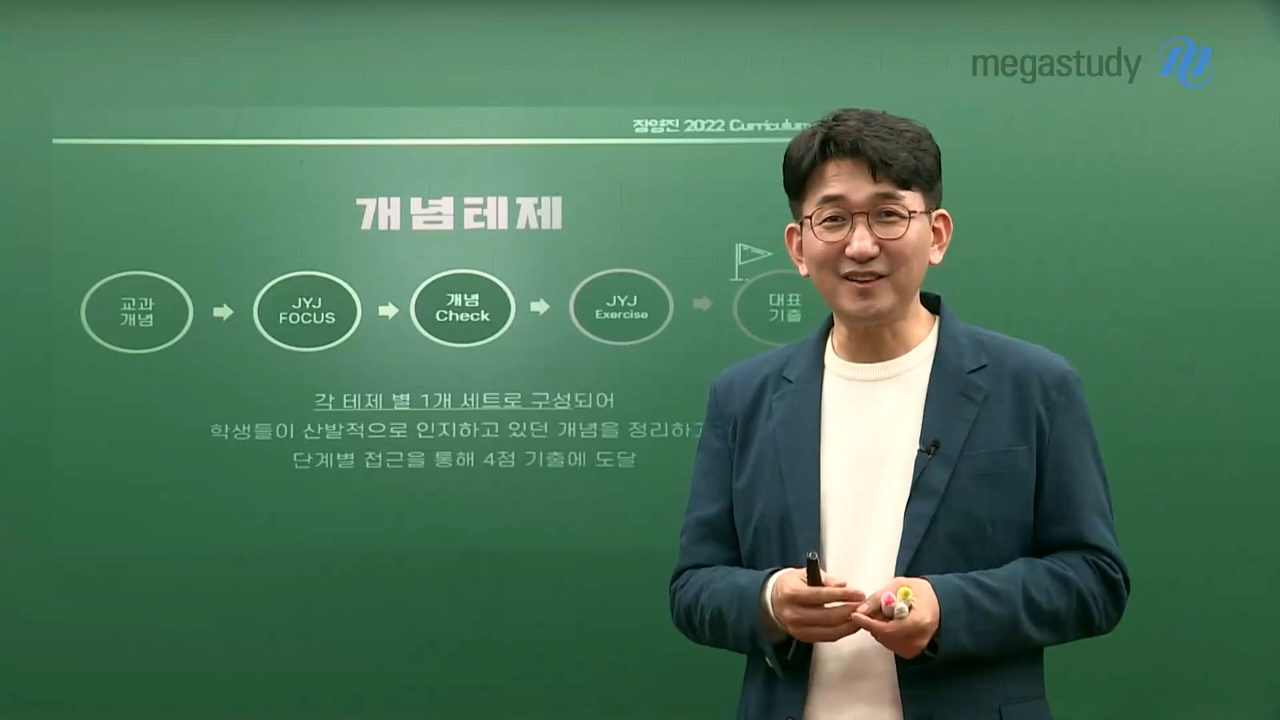 megastudy
장영진 2022 Curriculum
개념테제
교과
개념
JYJ
FOCUS
개념
Check
JYJ
Exercise
대표
기출
각 테제 별 1개 세트로 구성되어
학생들이 산발적으로 인지하고 있던 개념을 정리하고
단계별 접근을 통해 4점 기출에 도달